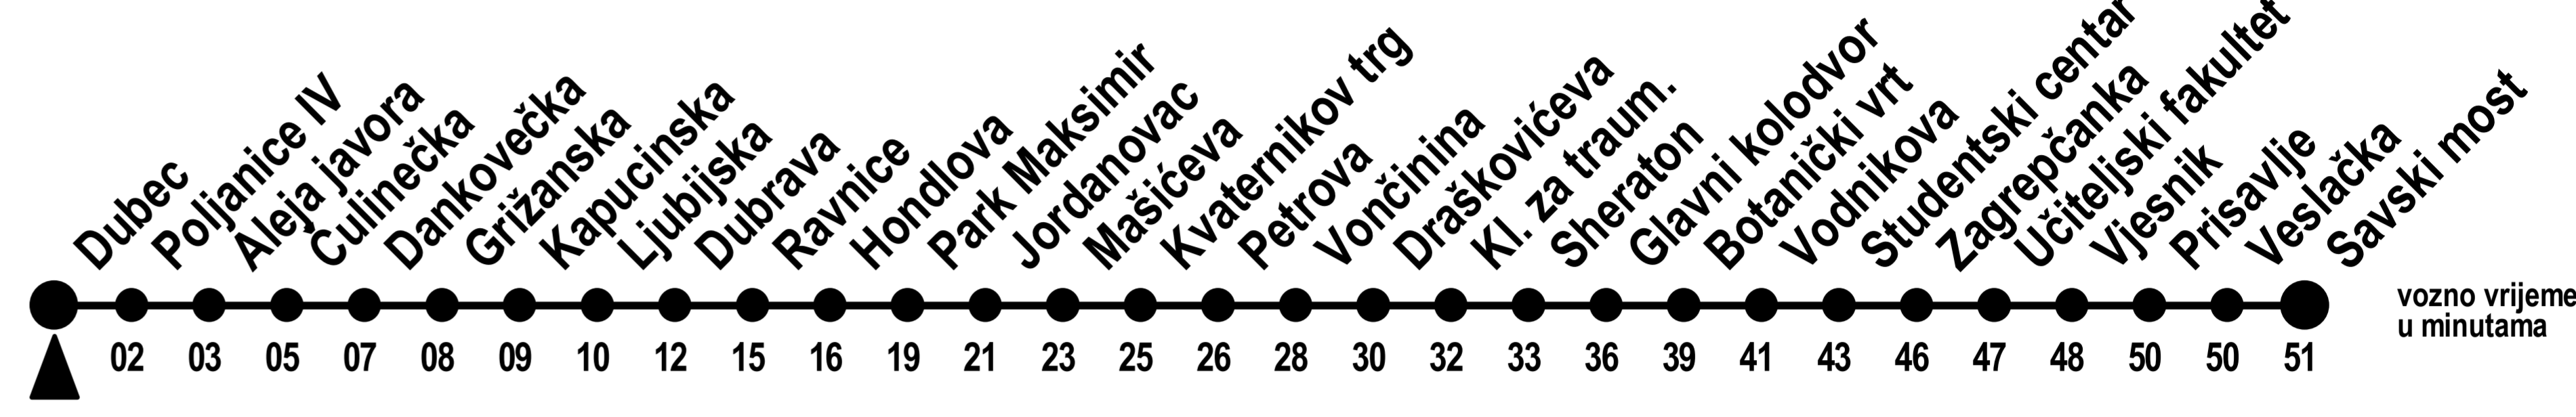 Dubec
Poljanice IV
Aleja javora
Čulinečka
Dankovečka
Grižanska
Kapucinska
Ljubijska
Dubrava
Ravnice
Hondlova
Park Maksimir
Jordanovac
Mašićeva
Kvaternikov trg
Petrova
Vončinina
Draškovićeva
Kl. za traum.
Sheraton
Glavni kolodvor
Botanički vrt
Vodnikova
Studentski centar
Zagrepčanka
Učiteljski fakultet
Vjesnik
Prisavlje
Veslačka
Savski most
vozno vrijeme
u minutama
02 03 05 07 08 09 10 12 15 16 19 21 23 25 26 28 30 32 33 36 39 41 43 46 47 48 50 50 51